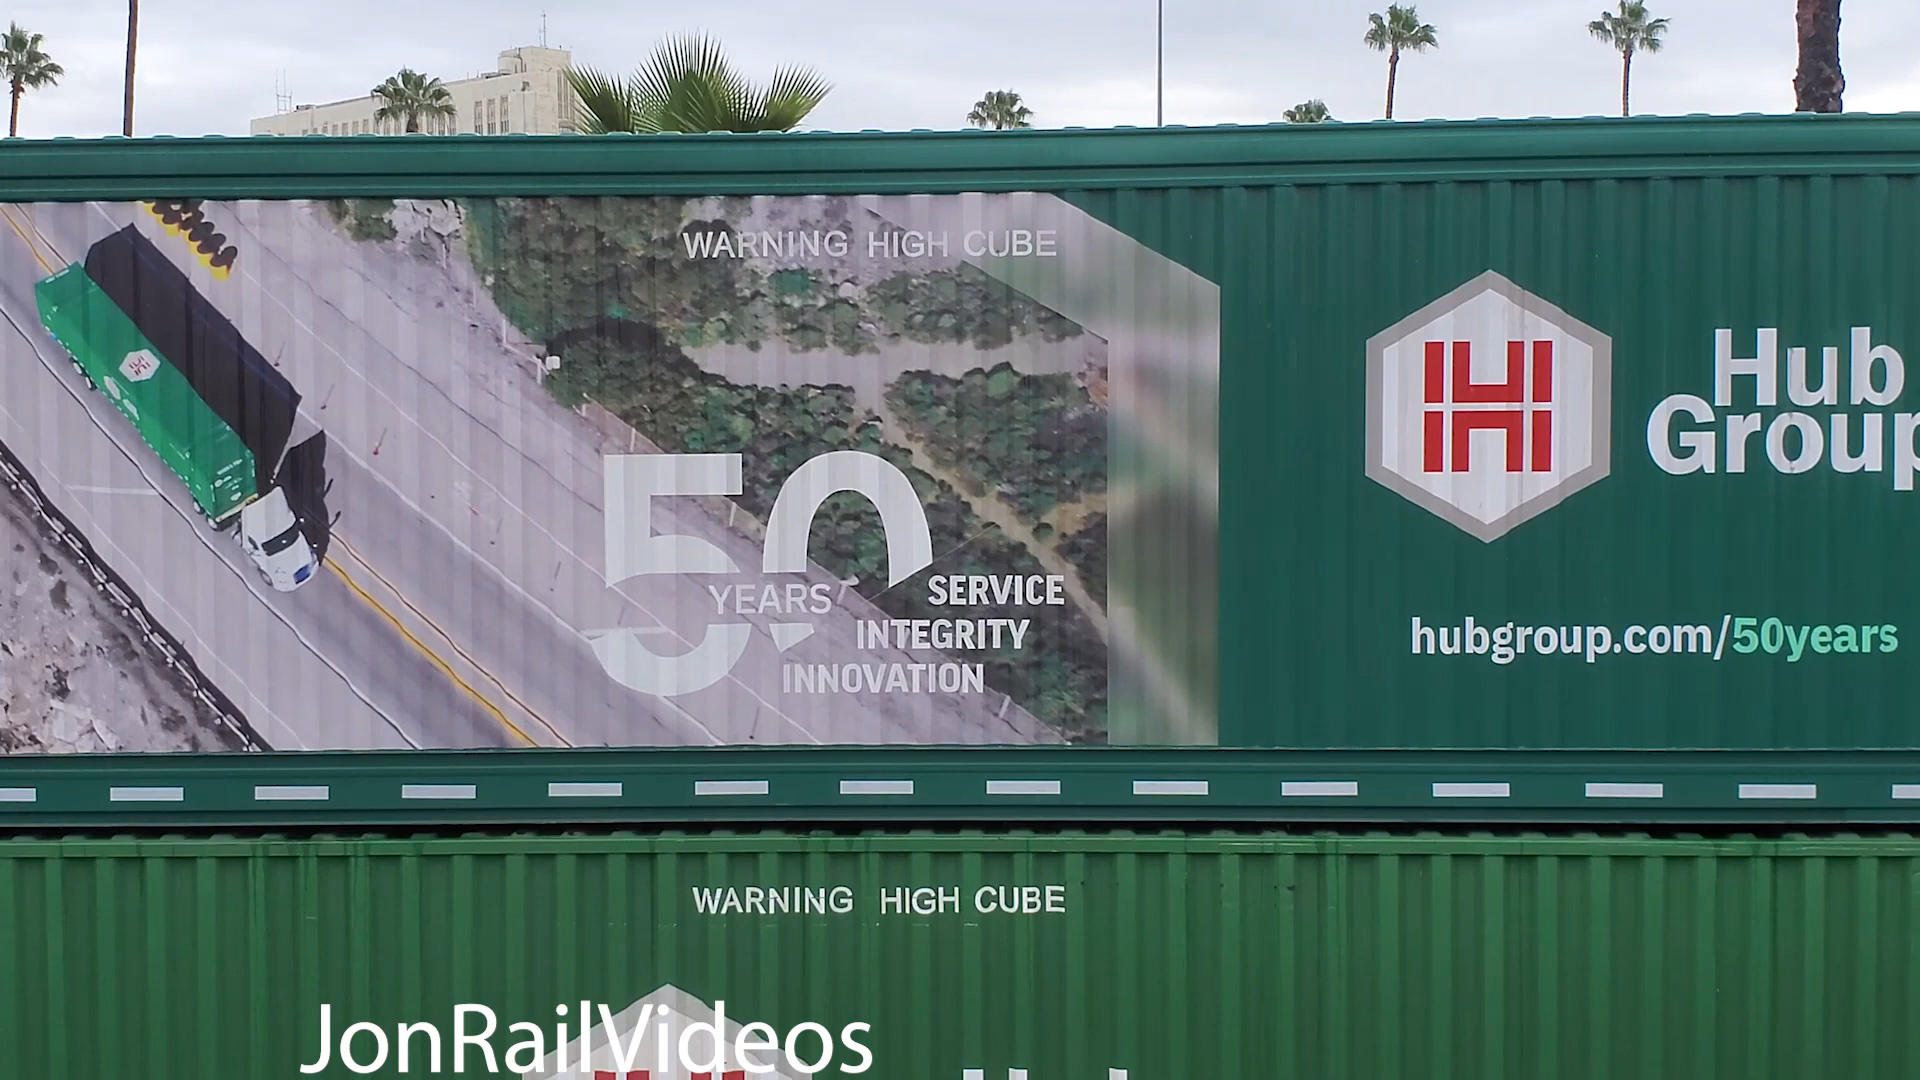 WARNING HIGH CUBE
50
YEARS
SERVICE
INTEGRITY
INNOVATION
Hub
Group
hubgroup.com/50years
WARNING HIGH CUBE
JonRailVideos